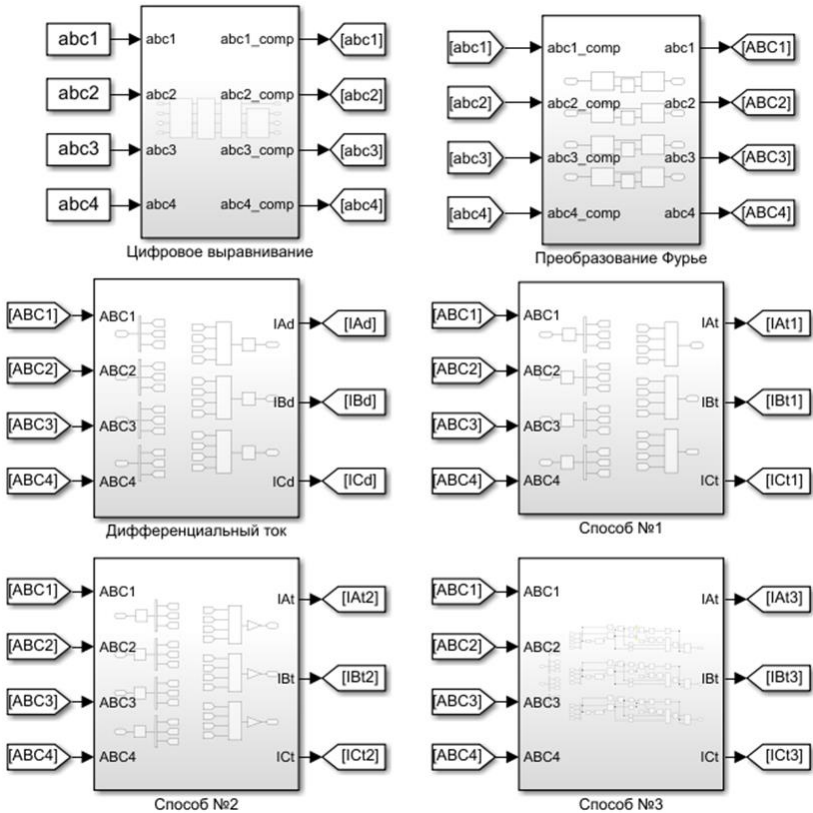 abc1 abc1 abc1_comp [abc1]
abc2 abc2 abc2_comp [abc2]
abc3 abc3 abc3_comp [abc3]
abc4 abc4 abc4_comp [abc4]
Цифровое выравнивание
[abc1] abc1_comp abc1 [ABC1]
[abc2] abc2_comp abc2 [ABC2]
[abc3] abc3_comp abc3 [ABC3]
[abc4] abc4_comp abc4 [ABC4]
Преобразование Фурье
[ABC1] ABC1 IAd [IAd]
[ABC2] ABC2
IBd [IBd]
[ABC3] ABC3
[ABC4] ABC4 ICd [ICd]
Дифференциальный ток
[ABC1] ABC1 IAt [IAt1]
[ABC2] ABC2
IBt [IBt1]
[ABC3] ABC3
[ABC4] ABC4 ICt [ICt1]
Способ №1
[ABC1] ABC1 IAt [IAt2]
[ABC2] ABC2
IBt [IBt2]
[ABC3] ABC3
[ABC4] ABC4 ICt [ICt2]
Способ №2
[ABC1] ABC1 IAt [IAt3]
[ABC2] ABC2
IBt [IBt3]
[ABC3] ABC3
[ABC4] ABC4 ICt [ICt3]
Способ №3